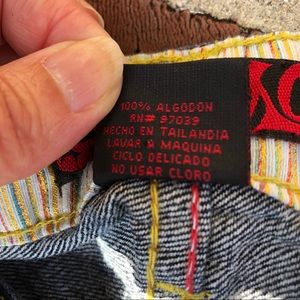 100% ALGODON
RN# 97039
HECHO EN TAILANDIA
LAVAR A MAQUINA
CICLO DELICADO
NO USAR CLORO